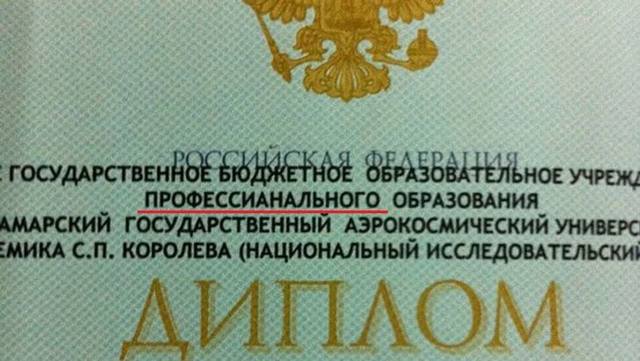 РОССИЙСКАЯ ФЕДЕРАЦИЯ
Е ГОСУДАРСТВЕННОЕ БЮДЖЕТНОЕ ОБРАЗОВАТЕЛЬНОЕ УЧРЕЖД
ПРОФЕССИАНАЛЬНОГО ОБРАЗОВАНИЯ
АМАРСКИЙ ГОСУДАРСТВЕННЫЙ АЭРОКОСМИЧЕСКИЙ УНИВЕРС
ЕМИКА С.П. КОРОЛЕВА (НАЦИОНАЛЬНЫЙ ИССЛЕДОВАТЕЛЬСКИЙ
ДИПЛОМ